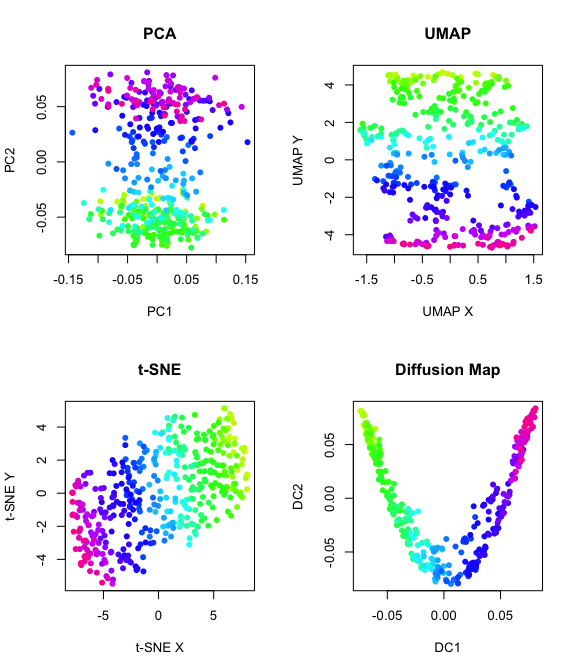 PCA
0.05
0.00
-0.05
PC2
-0.15
-0.05
0.05
0.15
PC1
UMAP
4
2
0
-2
-4
UMAP Y
-1.5
-0.5
0.5
1.5
UMAP X
t-SNE
4
2
0
-2
-4
t-SNE Y
-5
0
5
t-SNE X
Diffusion Map
0.05
0.00
-0.05
DC2
-0.05
0.00
0.05
DC1